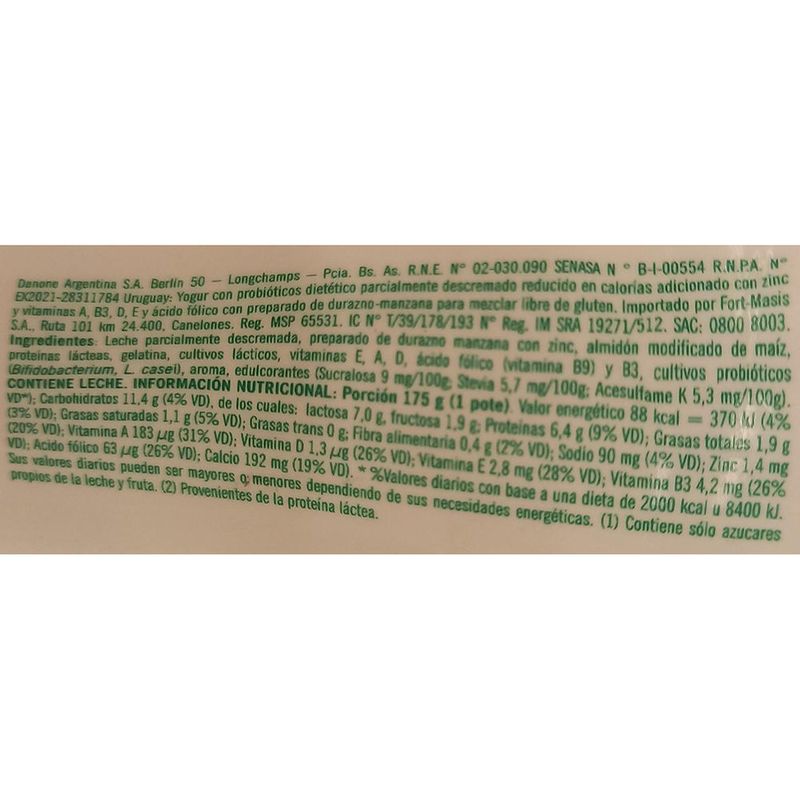 Danone Argentina S.A. Berlín 50 – Longchamps – Pcia. Bs. As. R.N.E. N° 02-030.090 SENASA N ° B-I-00554 R.N.P.A. N°
EX2021-28311784 Uruguay: Yogur con probióticos dietético parcialmente descremado reducido en calorías adicionado con zinc
y vitaminas A, B3, D, E y ácido fólico con preparado de durazno-manzana para mezclar libre de gluten. Importado por Fort-Masis
S.A., Ruta 101 km 24.400, Canelones. Reg. MSP 65531. IC N° T/39/178/193 N° Reg. IM SRA 19271/512. SAC: 0800 8003.
Ingredientes: Leche parcialmente descremada, preparado de durazno manzana con zinc, almidón modificado de maíz,
proteínas lácteas, gelatina, cultivos lácticos, vitaminas E, A, D, ácido fólico (vitamina B9) y B3, cultivos probióticos
(Bifidobacterium, L. casei), aroma, edulcorantes (Sucralosa 9 mg/100g; Stevia 5,7 mg/100g; Acesulfame K 5,3 mg/100g).
CONTIENE LECHE. INFORMACIÓN NUTRICIONAL: Porción 175 g (1 pote). Valor energético 88 kcal = 370 kJ (4%
VD*); Carbohidratos 11,4 g (4% VD), de los cuales: lactosa 7,0 g, fructosa 1,9 g; Proteínas 6,4 g (9% VD); Grasas totales 1,9 g
(3% VD); Grasas saturadas 1,1 g (5% VD); Grasas trans 0 g; Fibra alimentaria 0,4 g (2% VD); Sodio 90 mg (4% VD); Zinc 1,4 mg
(20% VD); Vitamina A 183 µg (31% VD); Vitamina D 1,3 µg (26% VD); Vitamina E 2,8 mg (28% VD); Vitamina B3 4,2 mg (26%
VD); Ácido fólico 63 µg (26% VD); Calcio 192 mg (19% VD). * %Valores diarios con base a una dieta de 2000 kcal u 8400 kJ.
Sus valores diarios pueden ser mayores o menores dependiendo de sus necesidades energéticas. (1) Contiene sólo azucares
propios de la leche y fruta. (2) Provenientes de la proteína láctea.